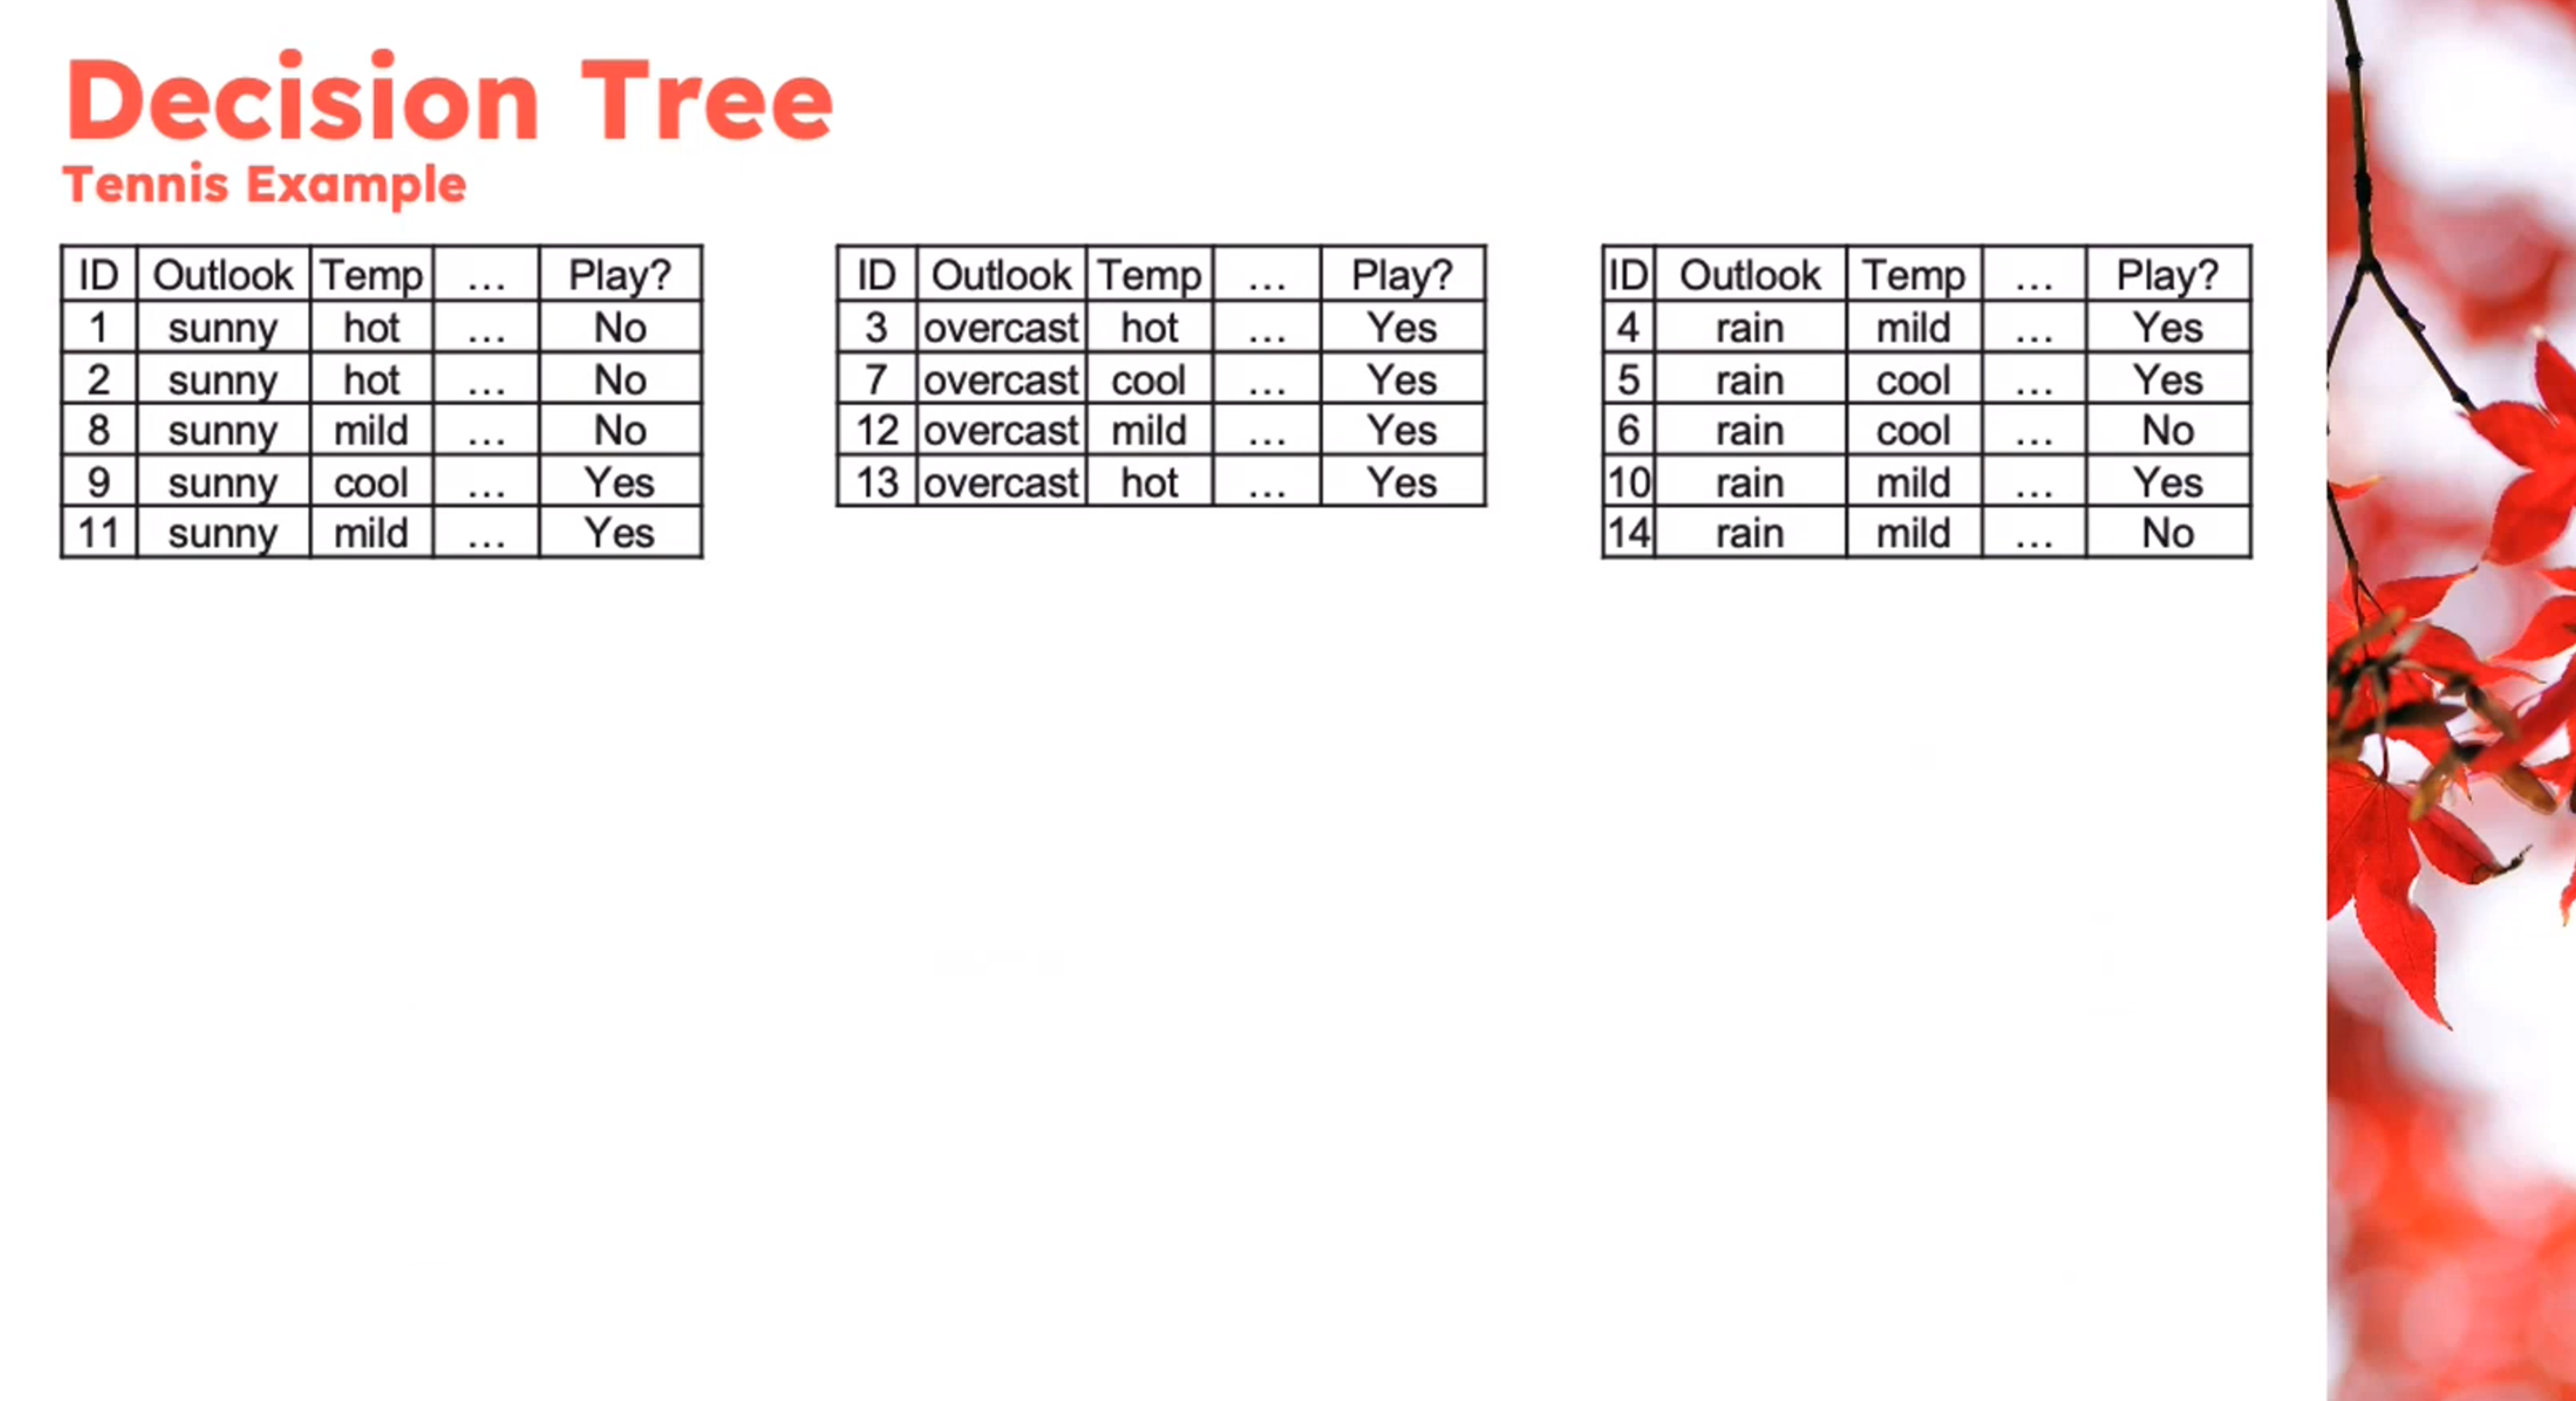 Decision Tree
Tennis Example
ID Outlook Temp ... Play?
1 sunny hot ... No
2 sunny hot ... No
8 sunny mild ... No
9 sunny cool ... Yes
11 sunny mild ... Yes
ID Outlook Temp ... Play?
3 overcast hot ... Yes
7 overcast cool ... Yes
12 overcast mild ... Yes
13 overcast hot ... Yes
ID Outlook Temp ... Play?
4 rain mild ... Yes
5 rain cool ... Yes
6 rain cool ... No
10 rain mild ... Yes
14 rain mild ... No